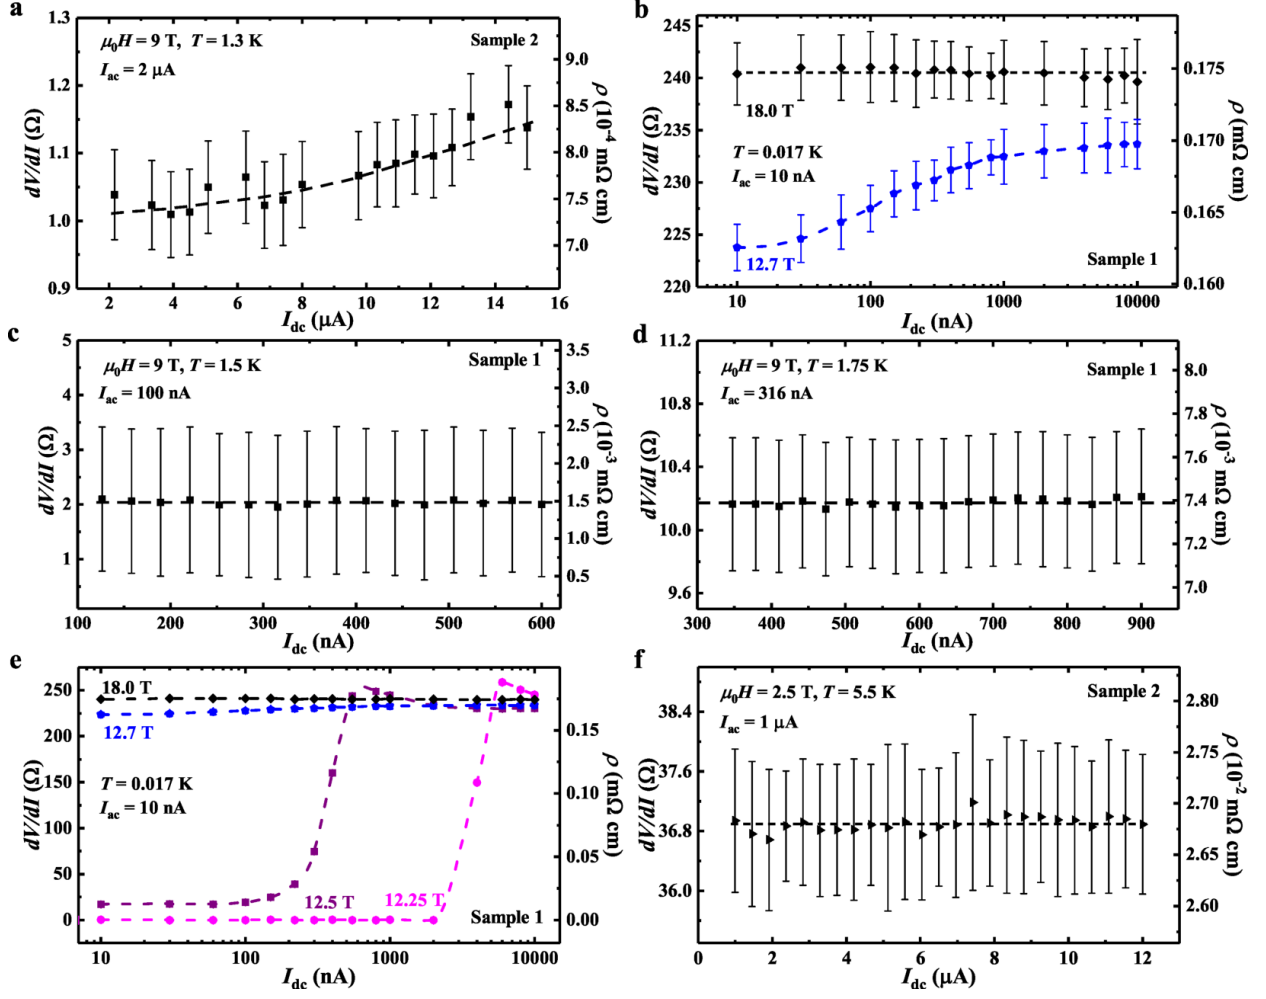 a
1.3
1.2
1.1
1.0
0.9
dV/dI (Ω)
μ₀H = 9 T, T = 1.3 K
I_ac = 2 μA
Sample 2
9.0
8.5
8.0
7.5
7.0
ρ (10⁻⁴ mΩ cm)
2 4 6 8 10 12 14 16
I_dc (μA)
b
245
240
235
230
225
220
dV/dI (Ω)
18.0 T
T = 0.017 K
I_ac = 10 nA
12.7 T
Sample 1
0.175
0.170
0.165
0.160
ρ (mΩ cm)
10 100 1000 10000
I_dc (nA)
c
5
4
3
2
1
dV/dI (Ω)
μ₀H = 9 T, T = 1.5 K
I_ac = 100 nA
Sample 1
3.5
3.0
2.5
2.0
1.5
1.0
0.5
ρ (10⁻³ mΩ cm)
100 200 300 400 500 600
I_dc (nA)
d
11.2
10.8
10.4
10.0
9.6
dV/dI (Ω)
μ₀H = 9 T, T = 1.75 K
I_ac = 316 nA
Sample 1
8.0
7.8
7.6
7.4
7.2
7.0
ρ (10⁻³ mΩ cm)
300 400 500 600 700 800 900
I_dc (nA)
e
250
200
150
100
50
0
dV/dI (Ω)
18.0 T
12.7 T
T = 0.017 K
I_ac = 10 nA
12.5 T
12.25 T
Sample 1
0.15
0.10
0.05
0.00
ρ (mΩ cm)
10 100 1000 10000
I_dc (nA)
f
38.4
37.6
36.8
36.0
dV/dI (Ω)
μ₀H = 2.5 T, T = 5.5 K
I_ac = 1 μA
Sample 2
2.80
2.75
2.70
2.65
2.60
ρ (10⁻² mΩ cm)
0 2 4 6 8 10 12
I_dc (μA)